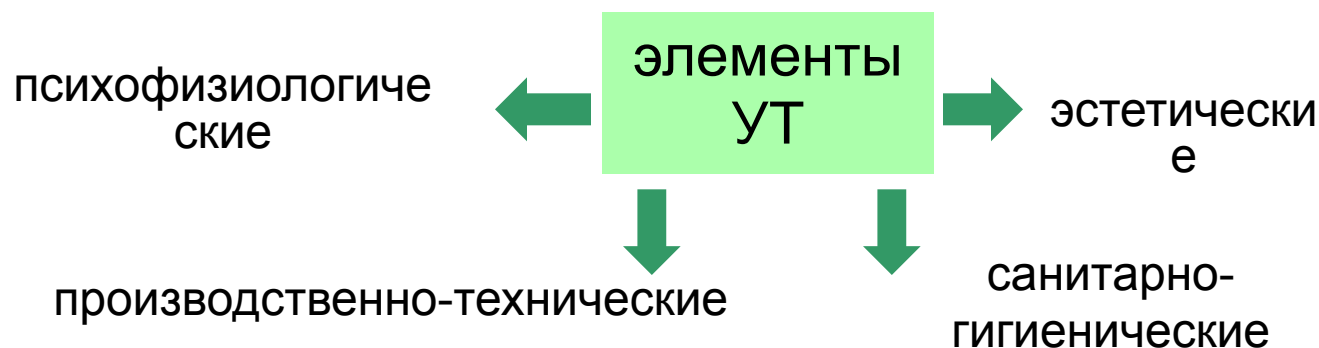 элементы
УТ
психофизиологиче
ские
эстетически
е
производственно-технические
санитарно-
гигиенические